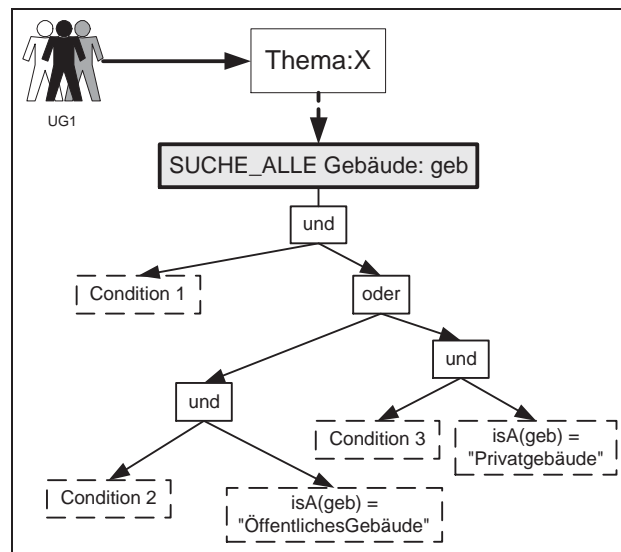 Thema:X
UG1
SUCHE_ALLE Gebäude: geb
und
Condition 1
oder
und
und
Condition 3
isA(geb) =
"Privatgebäude"
Condition 2
isA(geb) =
"ÖffentlichesGebäude"